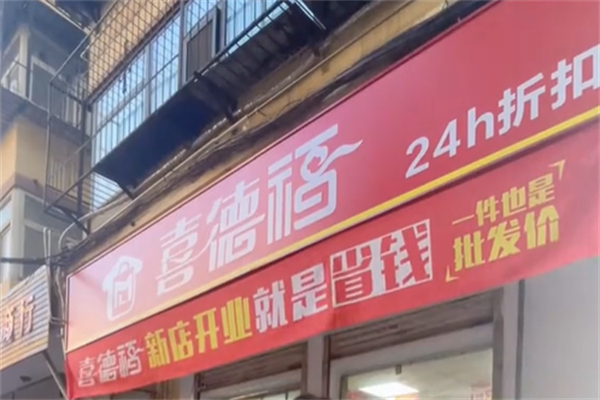 喜德福
24h折扣
喜德福 新店开业就是省钱 一件也是
批发价